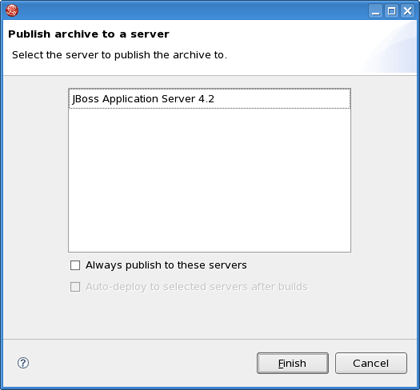 Publish archive to a server
Select the server to publish the archive to.
JBoss Application Server 4.2
Always publish to these servers
Auto-deploy to selected servers after builds
?
Finish
Cancel